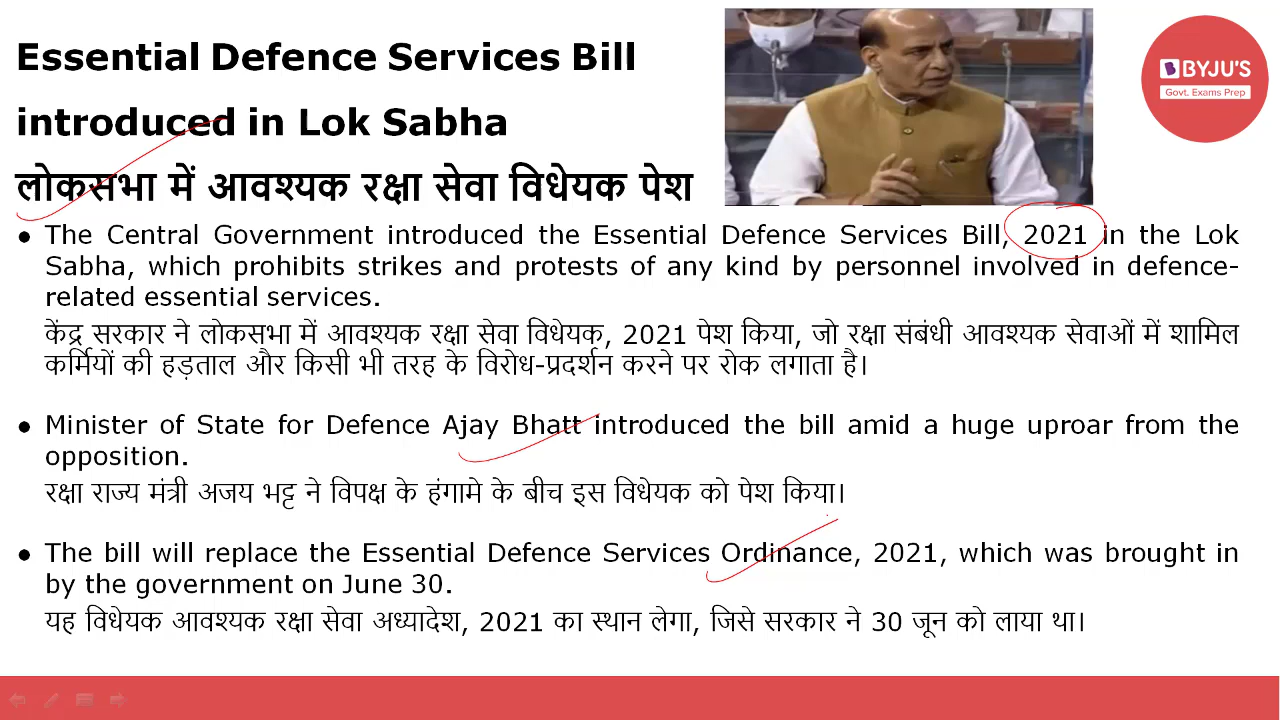 Essential Defence Services Bill
introduced in Lok Sabha
लोकसभा में आवश्यक रक्षा सेवा विधेयक पेश
BYJU'S
Govt. Exams Prep
• The Central Government introduced the Essential Defence Services Bill, 2021 in the Lok
Sabha, which prohibits strikes and protests of any kind by personnel involved in defence-
related essential services.
केंद्र सरकार ने लोकसभा में आवश्यक रक्षा सेवा विधेयक, 2021 पेश किया, जो रक्षा संबंधी आवश्यक सेवाओं में शामिल
कर्मियों की हड़ताल और किसी भी तरह के विरोध-प्रदर्शन करने पर रोक लगाता है।
• Minister of State for Defence Ajay Bhatt introduced the bill amid a huge uproar from the
opposition.
रक्षा राज्य मंत्री अजय भट्ट ने विपक्ष के हंगामे के बीच इस विधेयक को पेश किया।
• The bill will replace the Essential Defence Services Ordinance, 2021, which was brought in
by the government on June 30.
यह विधेयक आवश्यक रक्षा सेवा अध्यादेश, 2021 का स्थान लेगा, जिसे सरकार ने 30 जून को लाया था।